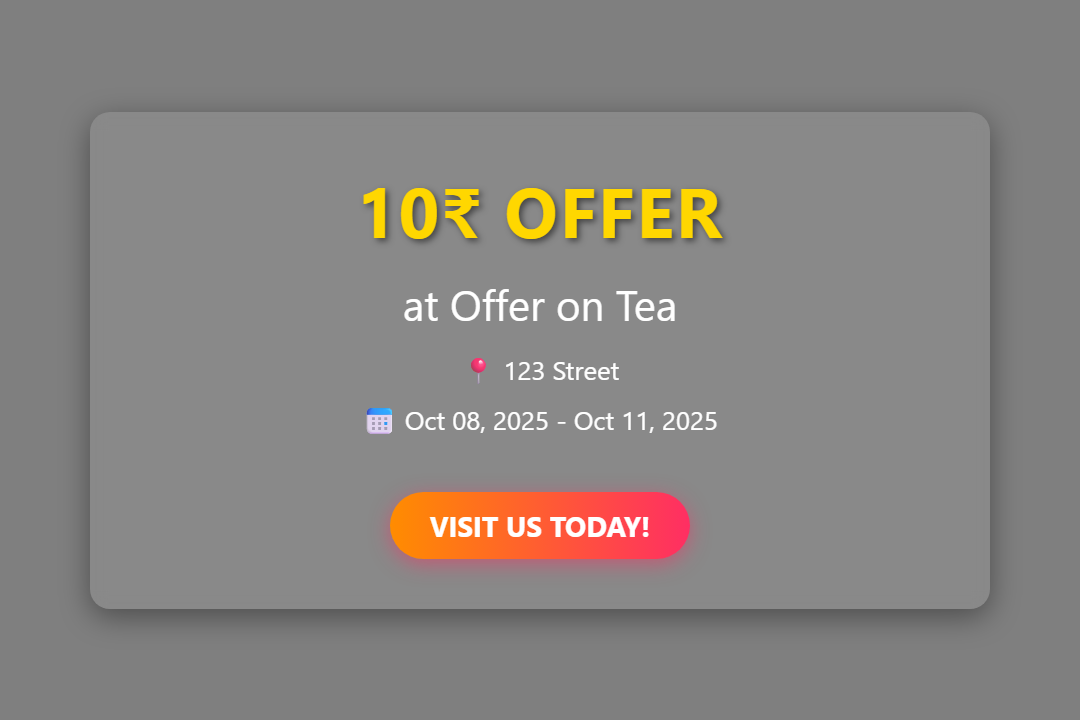 10₹ OFFER
at Offer on Tea
📍 123 Street
📅 Oct 08, 2025 - Oct 11, 2025
VISIT US TODAY!